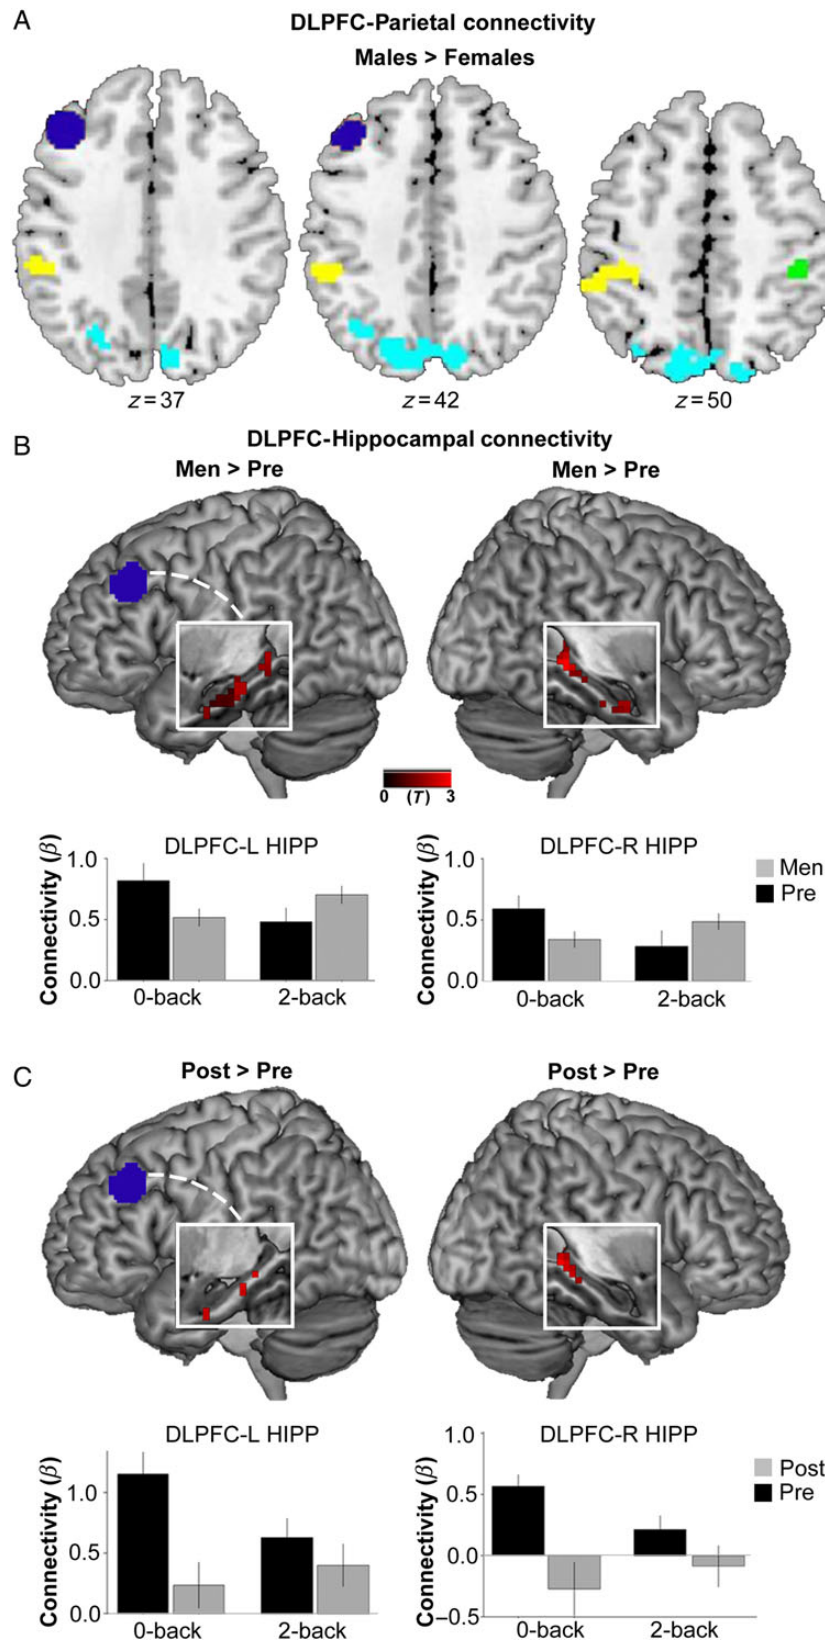 A
DLPFC-Parietal connectivity
Males > Females
z=37
z=42
z=50
B
DLPFC-Hippocampal connectivity
Men > Pre
Men > Pre
0 (T) 3
DLPFC-L HIPP
Connectivity (β)
1.0
0.5
0.0
0-back 2-back
DLPFC-R HIPP
Connectivity (β)
1.0
0.5
0.0
0-back 2-back
Men
Pre
C
Post > Pre
Post > Pre
DLPFC-L HIPP
Connectivity (β)
1.0
0.5
0.0
0-back 2-back
DLPFC-R HIPP
Connectivity (β)
1.0
0.5
0.0
−0.5
0-back 2-back
Post
Pre